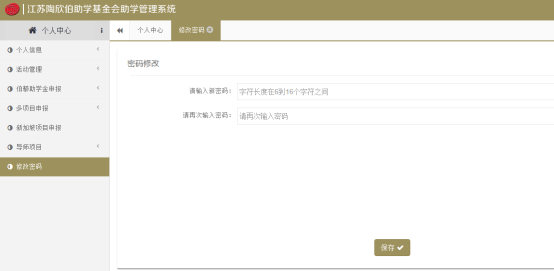 江苏陶欣伯助学基金会助学管理系统
个人中心
个人中心
修改密码
个人信息
活动管理
伯藜助学金申报
多项目申报
新加坡项目申报
导师项目
修改密码
密码修改
请输入新密码: 字符长度在6到16个字符之间
请再次输入密码: 请再次输入密码
保存